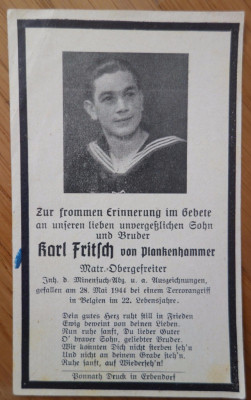 Zur frommen Erinnerung im Gebete
an unseren lieben unvergeßlichen Sohn
und Bruder
Karl Fritsch von Plankenhammer
Matr.-Obergefreiter
Inh. d. Minensuch-Abz. u. a. Auszeichnungen,
gefallen am 28. Mai 1944 bei einem Terrorangriff
in Belgien im 22. Lebensjahre.
Dein gutes Herz ruht still in Frieden
Ewig beweint von deinen Lieben.
Nun ruhe sanft, Du lieber Guter
O' braver Sohn, geliebter Bruder.
Wir konnten Dich nicht sterben seh'n
Und nicht an deinem Grabe steh'n
Ruhe sanft, auf Wiederseh'n!
Ponnath Druck in Erbendorf